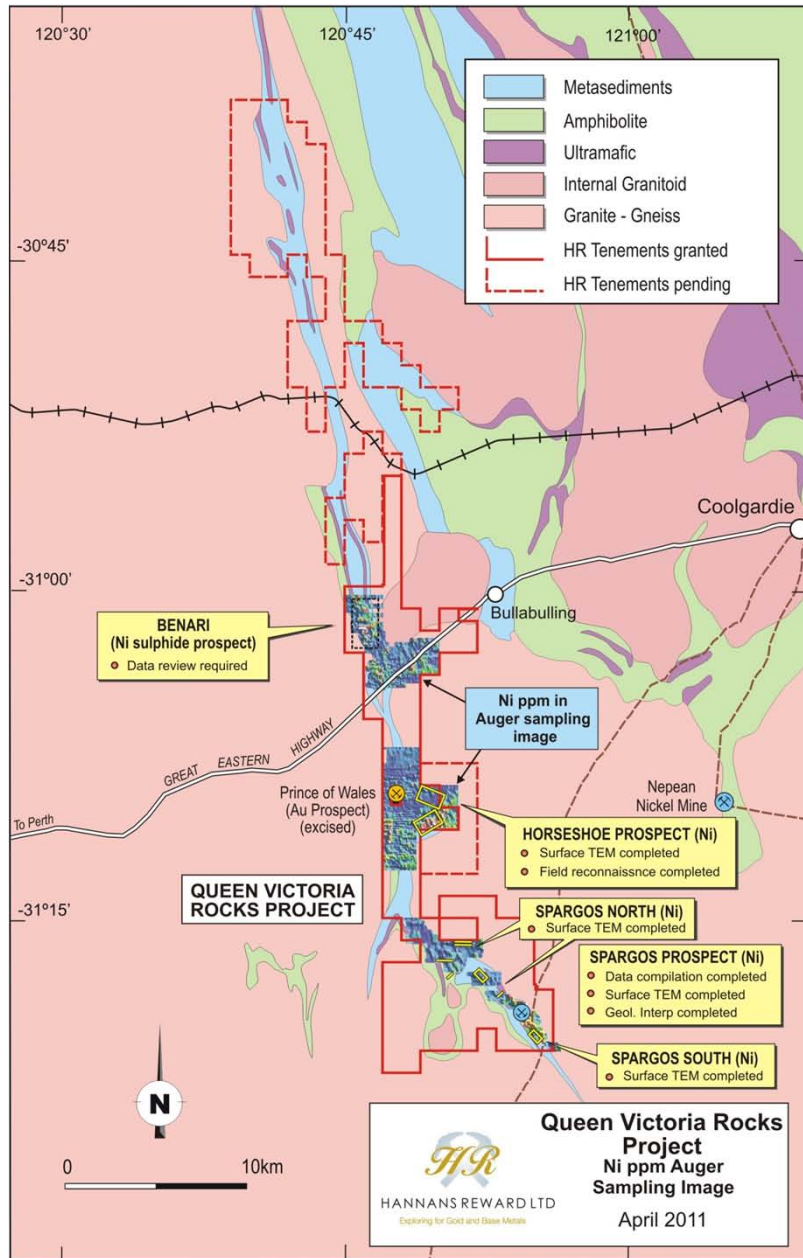 120°30'
120°45'
121°00'
Metasediments
Amphibolite
Ultramafic
Internal Granitoid
Granite - Gneiss
HR Tenements granted
HR Tenements pending
-30°45'
Coolgardie
-31°00'
Bullabulling
BENARI
(Ni sulphide prospect)
Data review required
Ni ppm in
Auger sampling
image
GREAT EASTERN HIGHWAY
To Perth
Prince of Wales
(Au Prospect)
(excised)
Nepean
Nickel Mine
HORSESHOE PROSPECT (Ni)
Surface TEM completed
Field reconnaissnce completed
QUEEN VICTORIA
ROCKS PROJECT
-31°15'
SPARGOS NORTH (Ni)
Surface TEM completed
SPARGOS PROSPECT (Ni)
Data compilation completed
Surface TEM completed
Geol. Interp completed
SPARGOS SOUTH (Ni)
Surface TEM completed
N
0 10km
HR
HANNANS REWARD LTD
Exploring for Gold and Base Metals
Queen Victoria Rocks
Project
Ni ppm Auger
Sampling Image
April 2011